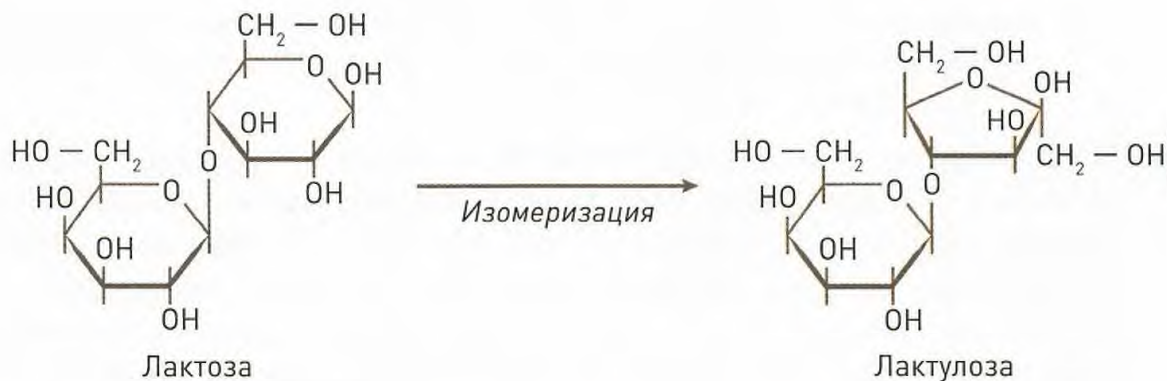 CH₂ — OH
O
OH
OH
OH
O
HO — CH₂
O
HO
OH
OH
Лактоза
Изомеризация
CH₂ — OH
O
OH
HO
CH₂ — OH
O
HO — CH₂
O
HO
OH
OH
Лактулоза